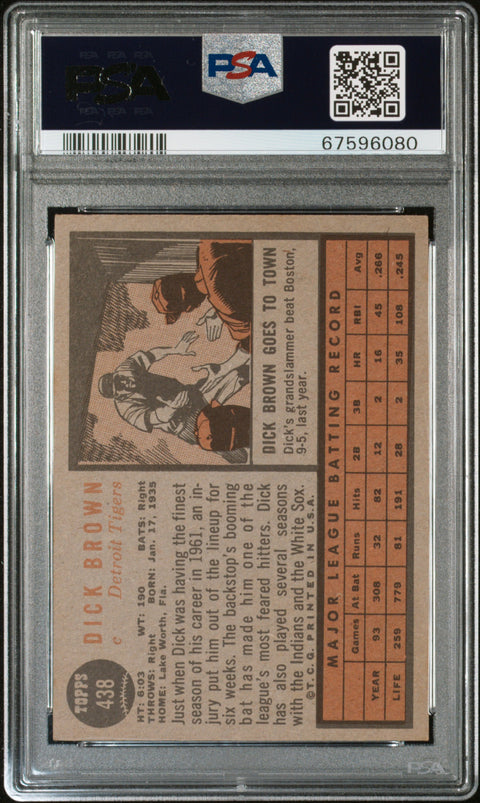 PSA
PSA
67596080
TOPPS
438
DICK BROWN
c Detroit Tigers
HT: 6:03 WT: 190 BATS: Right
THROWS: Right BORN: Jan. 17, 1935
HOME: Lake Worth, Fla.
Just when Dick was having the finest
season of his career in 1961, an in-
jury put him out of the lineup for
six weeks. The backstop's booming
bat has made him one of the
league's most feared hitters. Dick
has also played several seasons
with the Indians and the White Sox.
©T.C.G. PRINTED IN U.S.A.
DICK BROWN GOES TO TOWN
Dick's grandslammer beat Boston,
9-5, last year.
MAJOR LEAGUE BATTING RECORD
Games At Bat Runs Hits 2B 3B HR RBI Avg
YEAR 93 308 32 82 12 2 16 45 .266
LIFE 259 779 81 191 28 2 35 108 .245
PSA